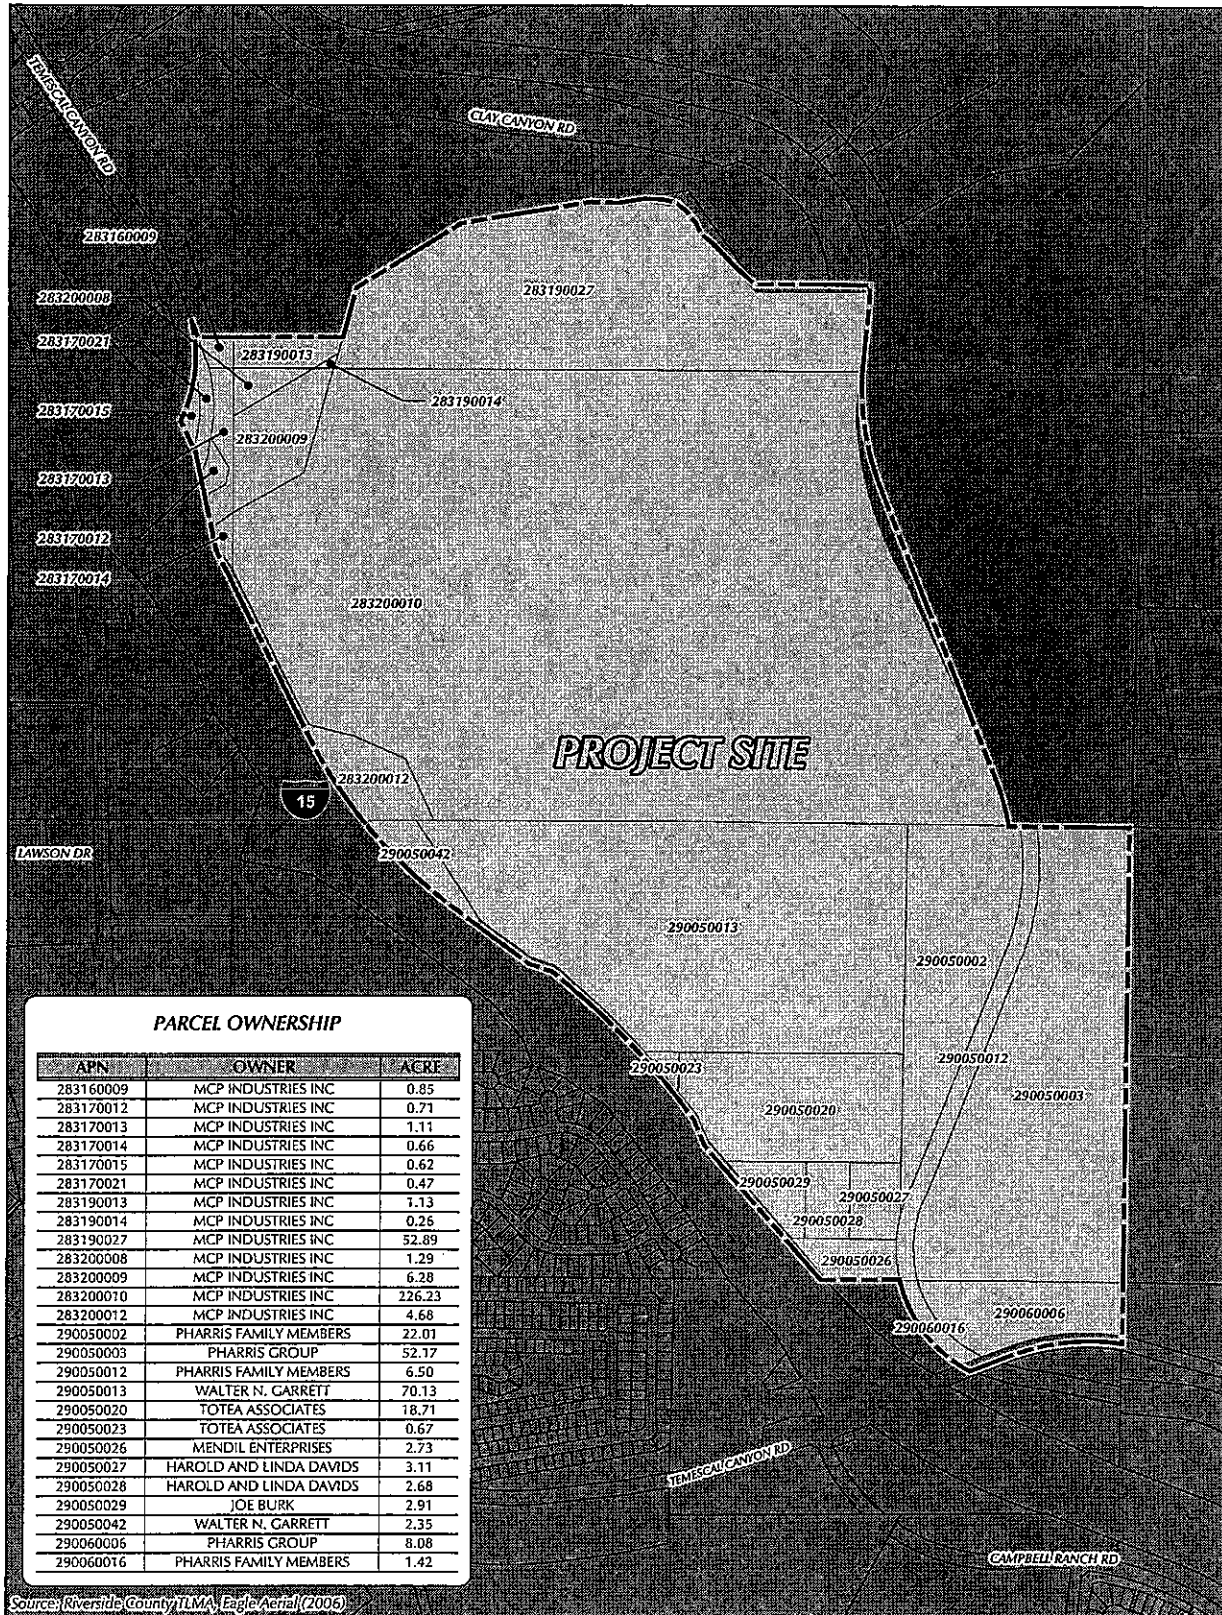 TEMESCAL CANYON RD
CLAY CANYON RD
283160009
283200008
283190027
283170021
283190013
283190014
283170015
283200009
283170013
283170012
283170014
283200010
PROJECT SITE
283200012
15
LAWSON DR
290050042
290050013
290050002
290050012
290050023
290050003
290050020
290050029
290050027
290050028
290050026
290060006
290060016
TEMESCAL CANYON RD
CAMPBELL RANCH RD
PARCEL OWNERSHIP
APN OWNER ACRE
283160009 MCP INDUSTRIES INC 0.85
283170012 MCP INDUSTRIES INC 0.71
283170013 MCP INDUSTRIES INC 1.11
283170014 MCP INDUSTRIES INC 0.66
283170015 MCP INDUSTRIES INC 0.62
283170021 MCP INDUSTRIES INC 0.47
283190013 MCP INDUSTRIES INC 1.13
283190014 MCP INDUSTRIES INC 0.26
283190027 MCP INDUSTRIES INC 52.89
283200008 MCP INDUSTRIES INC 1.29
283200009 MCP INDUSTRIES INC 6.28
283200010 MCP INDUSTRIES INC 226.23
283200012 MCP INDUSTRIES INC 4.68
290050002 PHARRIS FAMILY MEMBERS 22.01
290050003 PHARRIS GROUP 52.17
290050012 PHARRIS FAMILY MEMBERS 6.50
290050013 WALTER N. GARRETT 70.13
290050020 TOTEA ASSOCIATES 18.71
290050023 TOTEA ASSOCIATES 0.67
290050026 MENDIL ENTERPRISES 2.73
290050027 HAROLD AND LINDA DAVIDS 3.11
290050028 HAROLD AND LINDA DAVIDS 2.68
290050029 JOE BURK 2.91
290050042 WALTER N. GARRETT 2.35
290060006 PHARRIS GROUP 8.08
290060016 PHARRIS FAMILY MEMBERS 1.42
Source: Riverside County TLMA, Eagle Aerial (2006)